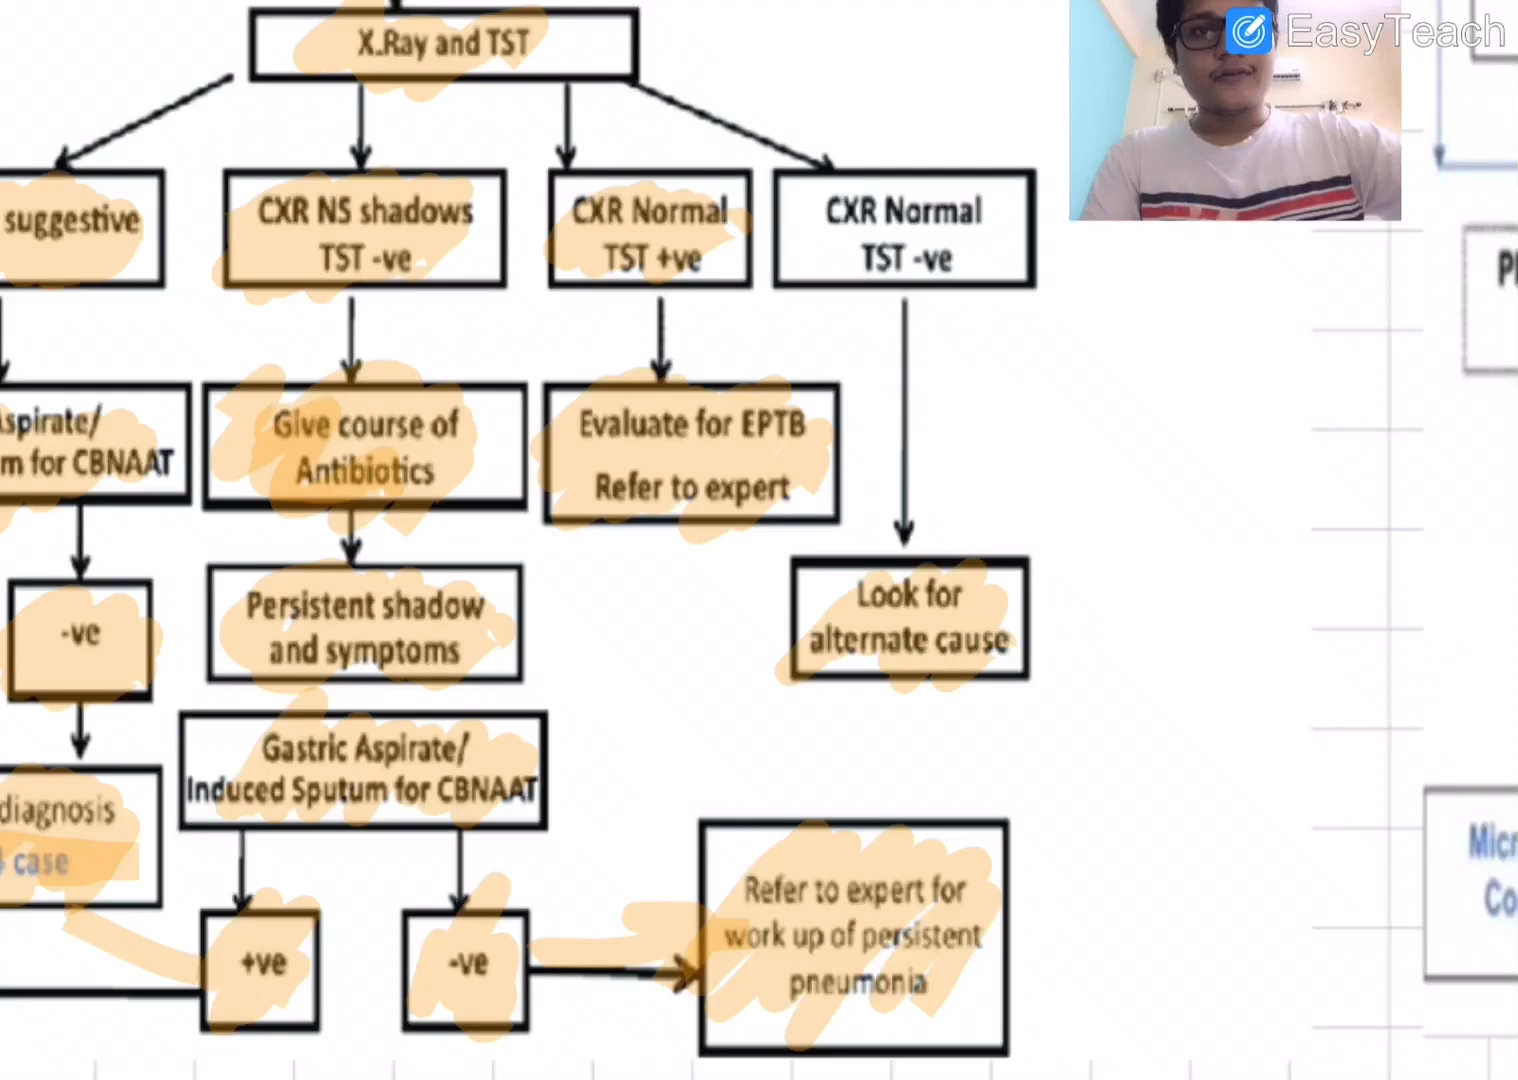 X.Ray and TST
EasyTeach
suggestive
CXR NS shadows
TST -ve
CXR Normal
TST +ve
CXR Normal
TST -ve
Aspirate/
m for CBNAAT
Give course of
Antibiotics
Evaluate for EPTB
Refer to expert
-ve
Persistent shadow
and symptoms
Look for
alternate cause
diagnosis
case
Gastric Aspirate/
Induced Sputum for CBNAAT
+ve
-ve
Refer to expert for
work up of persistent
pneumonia
Micr
Co